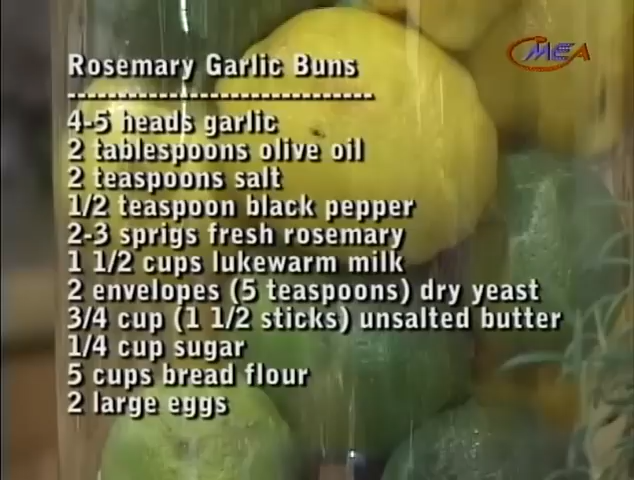 Rosemary Garlic Buns
4-5 heads garlic
2 tablespoons olive oil
2 teaspoons salt
1/2 teaspoon black pepper
2-3 sprigs fresh rosemary
1 1/2 cups lukewarm milk
2 envelopes (5 teaspoons) dry yeast
3/4 cup (1 1/2 sticks) unsalted butter
1/4 cup sugar
5 cups bread flour
2 large eggs
MEA